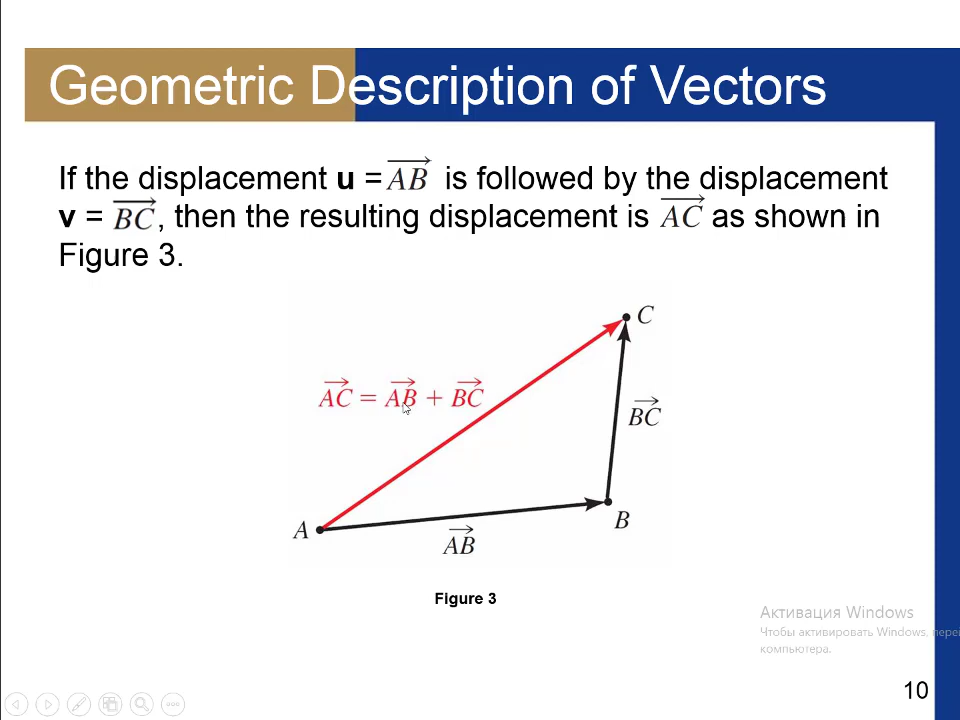 Geometric Description of Vectors
If the displacement u = AB⃗ is followed by the displacement
v = BC⃗, then the resulting displacement is AC⃗ as shown in
Figure 3.
C
AC⃗ = AB⃗ + BC⃗
BC⃗
A
B
AB⃗
Figure 3
Активация Windows
Чтобы активировать Windows, пере
компьютера.
10